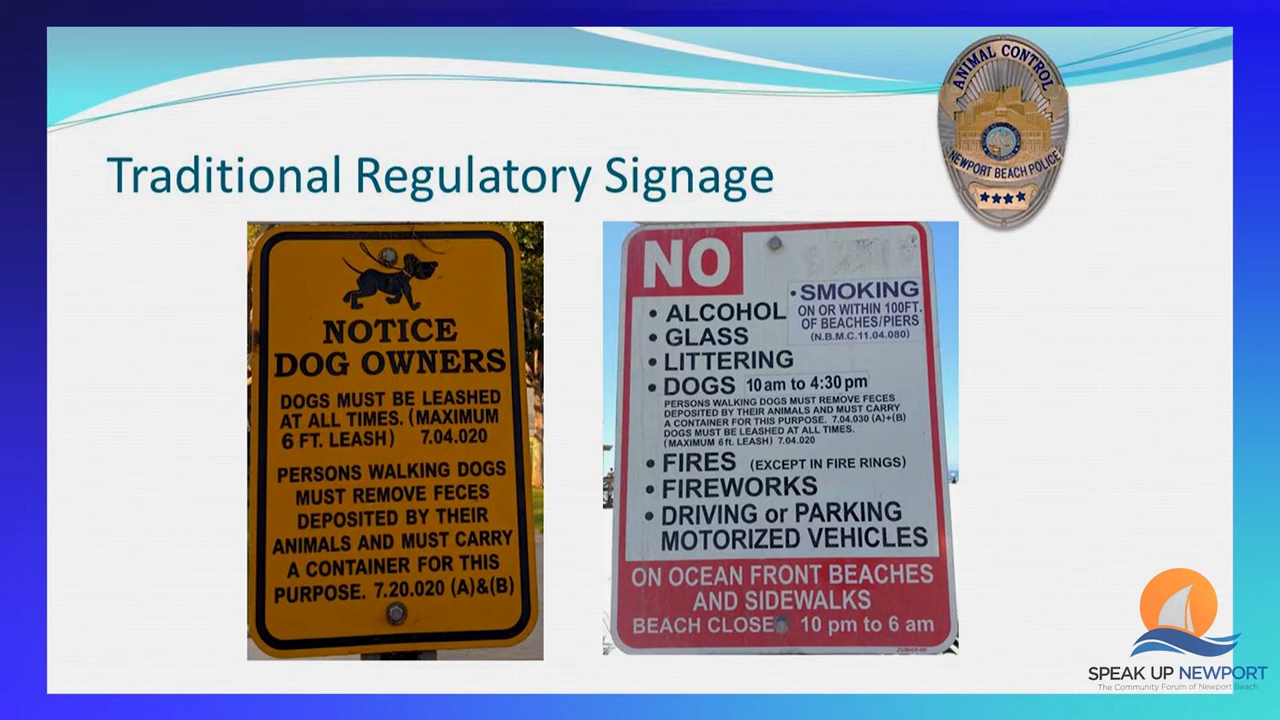 ANIMAL CONTROL
NEWPORT BEACH POLICE
Traditional Regulatory Signage
NOTICE
DOG OWNERS
DOGS MUST BE LEASHED
AT ALL TIMES. (MAXIMUM
6 FT. LEASH) 7.04.020
PERSONS WALKING DOGS
MUST REMOVE FECES
DEPOSITED BY THEIR
ANIMALS AND MUST CARRY
A CONTAINER FOR THIS
PURPOSE. 7.20.020 (A)&(B)
NO
• SMOKING
ON OR WITHIN 100FT.
OF BEACHES/PIERS
(N.B.M.C.11.04.080)
• ALCOHOL
• GLASS
• LITTERING
• DOGS 10 am to 4:30 pm
PERSONS WALKING DOGS MUST REMOVE FECES
DEPOSITED BY THEIR ANIMALS AND MUST CARRY
A CONTAINER FOR THIS PURPOSE. 7.04.030 (A)+(B)
DOGS MUST BE LEASHED AT ALL TIMES.
(MAXIMUM 6 ft. LEASH) 7.04.020
• FIRES (EXCEPT IN FIRE RINGS)
• FIREWORKS
• DRIVING or PARKING
MOTORIZED VEHICLES
ON OCEAN FRONT BEACHES
AND SIDEWALKS
BEACH CLOSED 10 pm to 6 am
SPEAK UP NEWPORT
The Community Forum of Newport Beach